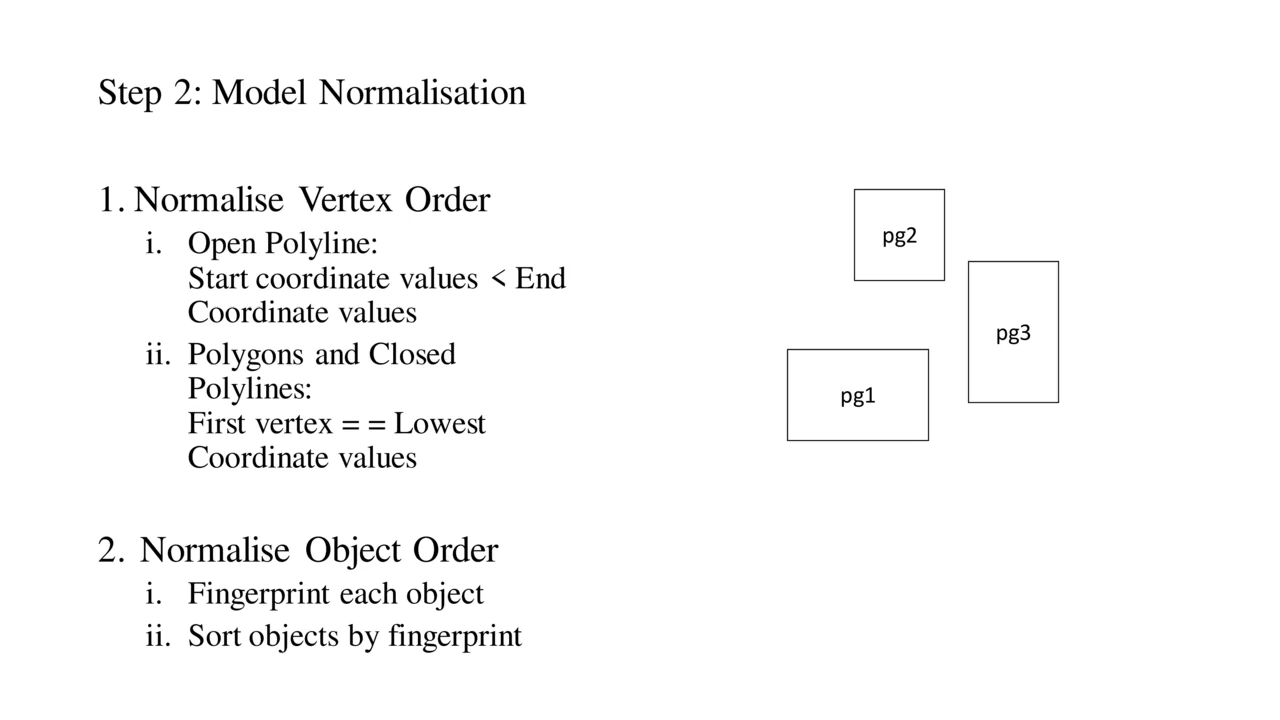 Step 2: Model Normalisation
1. Normalise Vertex Order
i. Open Polyline:
Start coordinate values < End
Coordinate values
ii. Polygons and Closed
Polylines:
First vertex = = Lowest
Coordinate values
2. Normalise Object Order
i. Fingerprint each object
ii. Sort objects by fingerprint
pg2
pg3
pg1